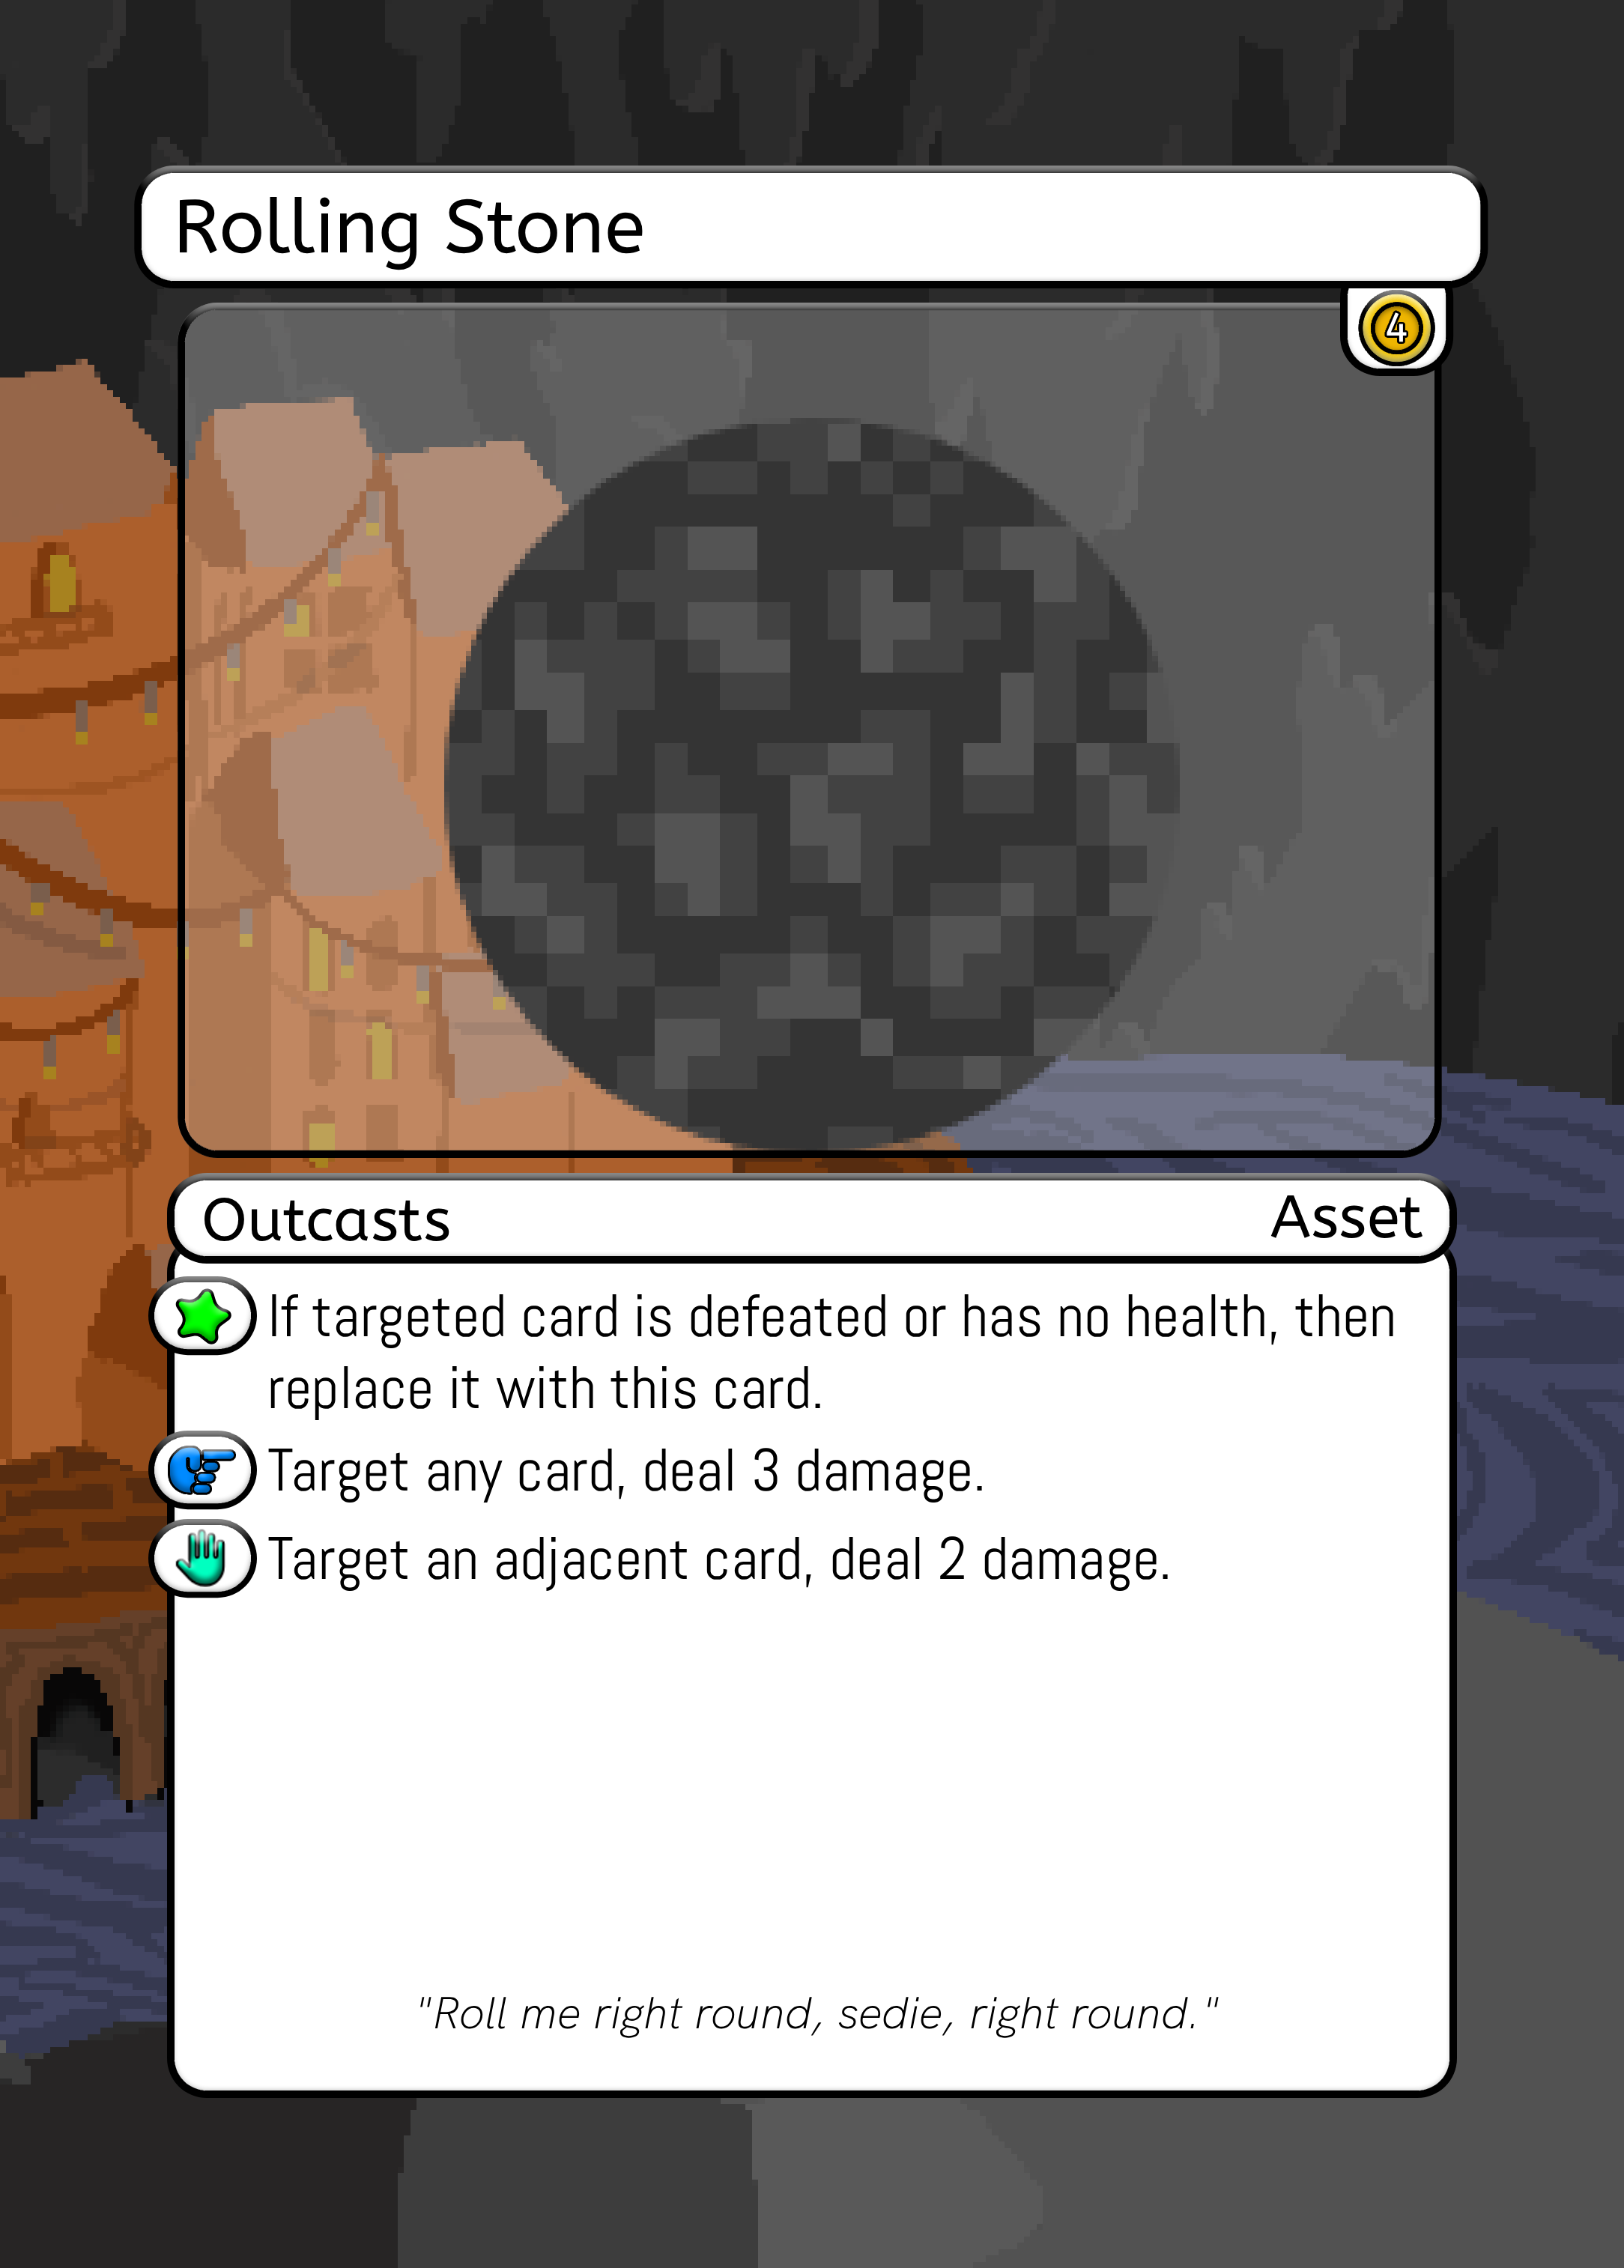 Rolling Stone
4
Outcasts Asset
If targeted card is defeated or has no health, then
replace it with this card.
Target any card, deal 3 damage.
Target an adjacent card, deal 2 damage.
"Roll me right round, sedie, right round."